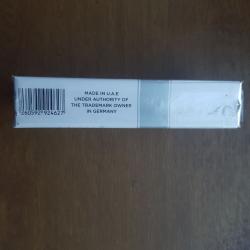 MADE IN U.A.E
UNDER AUTHORITY OF
THE TRADEMARK OWNER
IN GERMANY